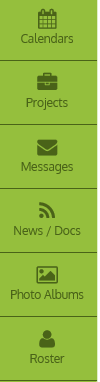 Calendars
Projects
Messages
News / Docs
Photo Albums
Roster